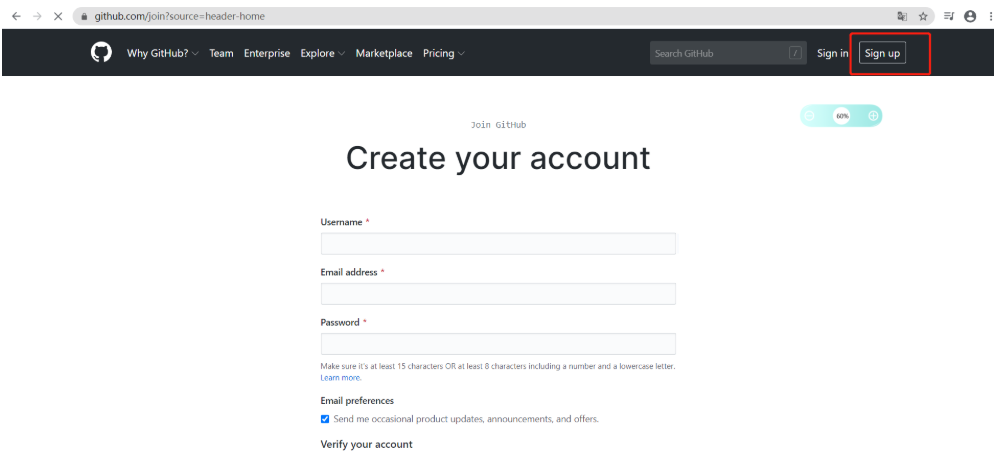 github.com/join?source=header-home
Why GitHub? Team Enterprise Explore Marketplace Pricing Search GitHub / Sign in Sign up
60%
Join GitHub
Create your account
Username *
Email address *
Password *
Make sure it's at least 15 characters OR at least 8 characters including a number and a lowercase letter.
Learn more.
Email preferences
Send me occasional product updates, announcements, and offers.
Verify your account